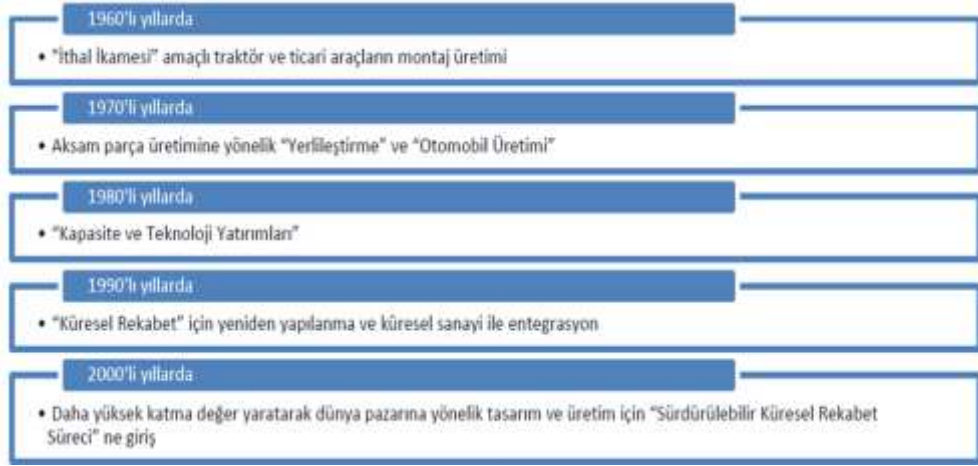 1960'lı yıllarda
• "İthal İkamesi" amaçlı traktör ve ticari araçların montaj üretimi
1970'li yıllarda
• Aksam parça üretimine yönelik "Yerlileştirme" ve "Otomobil Üretimi"
1980'li yıllarda
• "Kapasite ve Teknoloji Yatırımları"
1990'lı yıllarda
• "Küresel Rekabet" için yeniden yapılanma ve küresel sanayi ile entegrasyon
2000'li yıllarda
• Daha yüksek katma değer yaratarak dünya pazarına yönelik tasarım ve üretim için "Sürdürülebilir Küresel Rekabet
Süreci" ne giriş